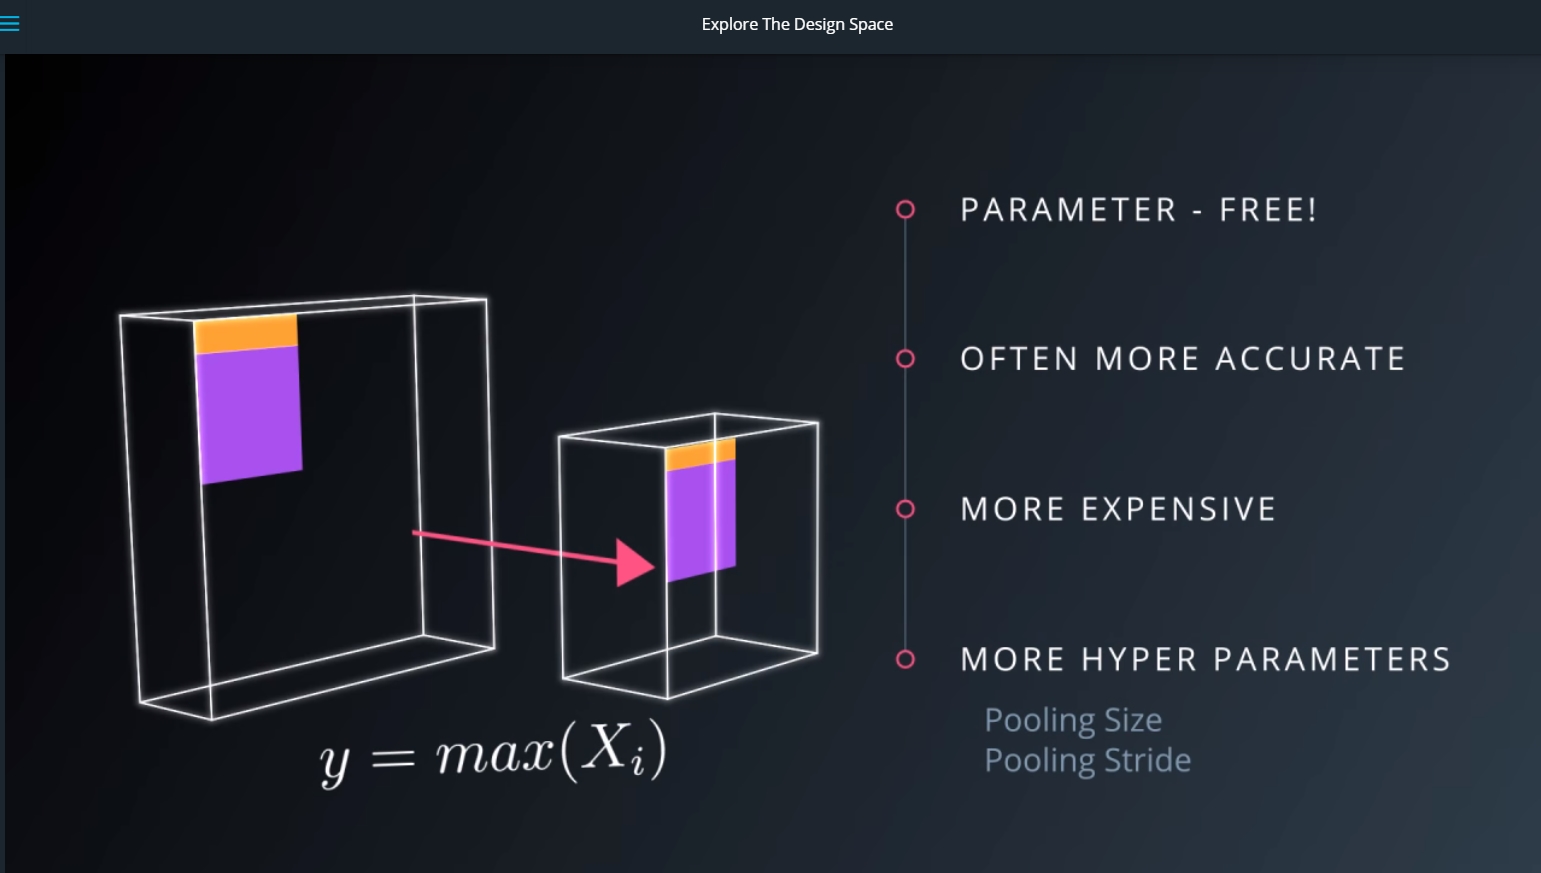 Explore The Design Space
PARAMETER - FREE!
OFTEN MORE ACCURATE
MORE EXPENSIVE
MORE HYPER PARAMETERS
Pooling Size
Pooling Stride
y = max(X_i)